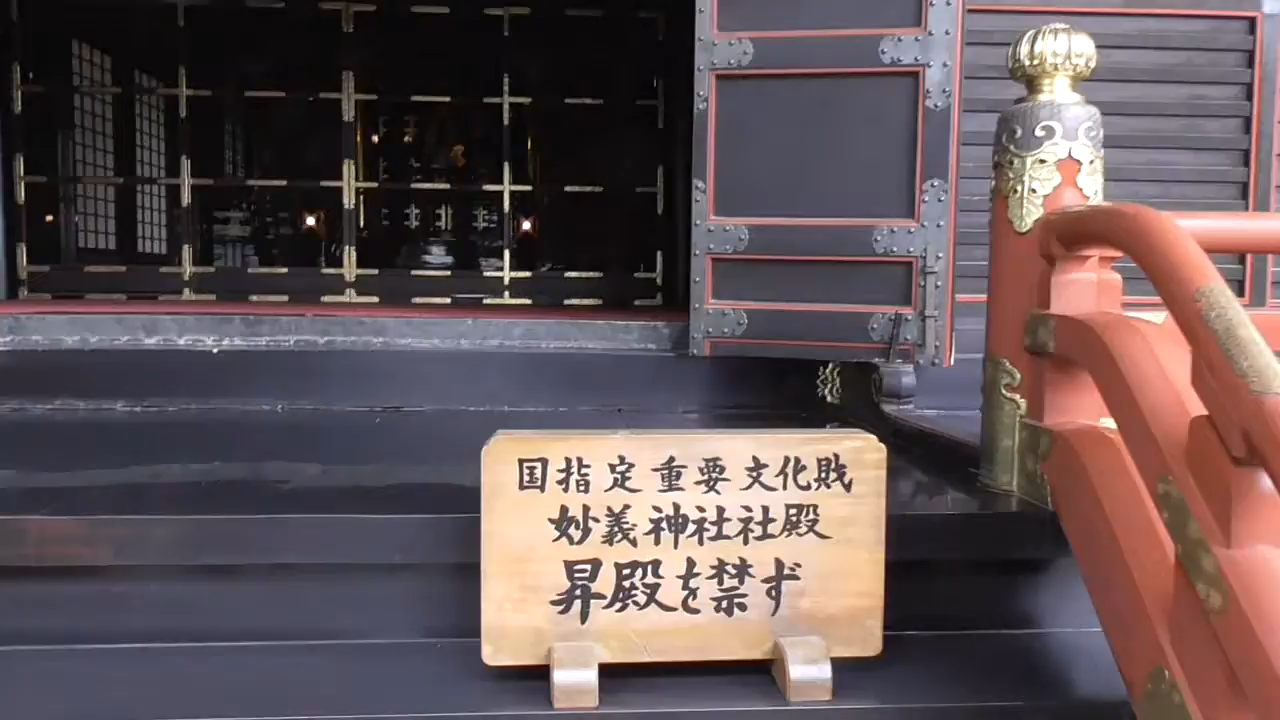 国指定重要文化財
妙義神社社殿
昇殿を禁ず